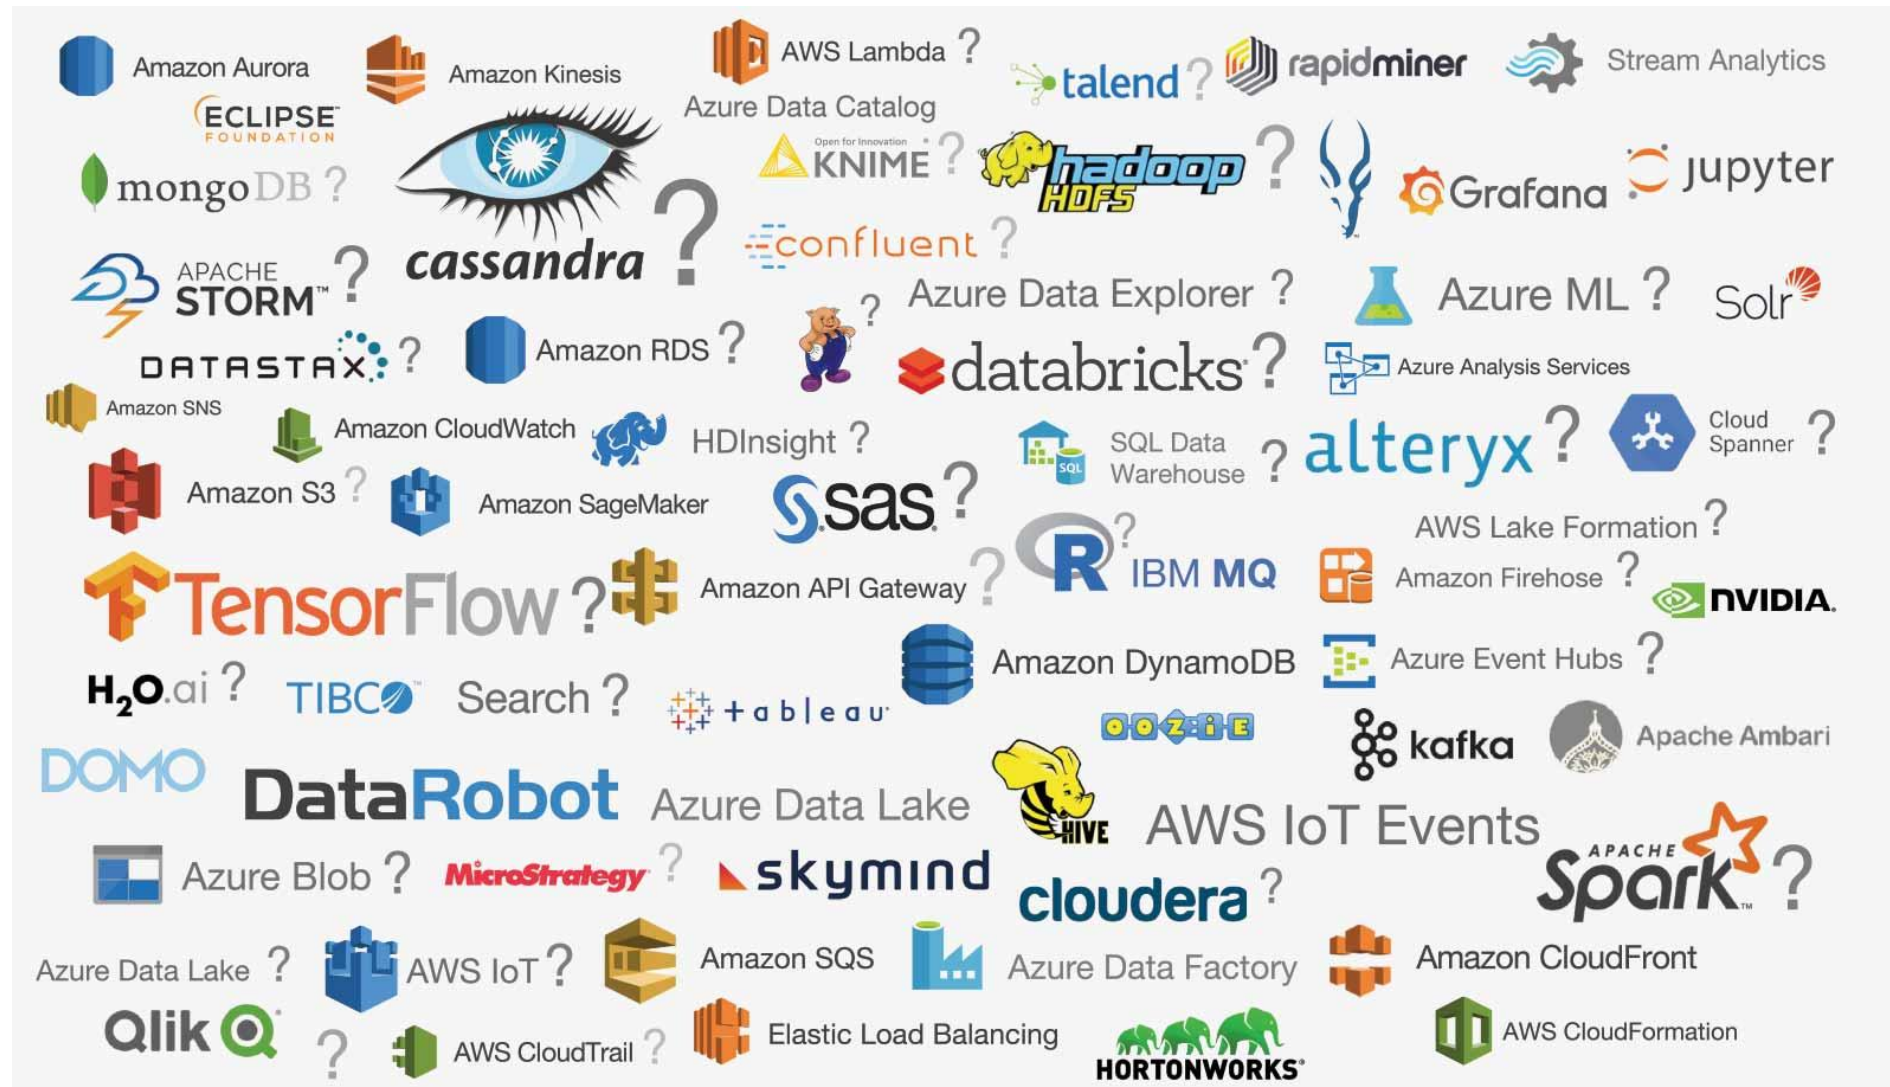 Amazon Aurora
Amazon Kinesis
AWS Lambda ?
talend ?
rapidminer
Stream Analytics
ECLIPSE™
FOUNDATION
Azure Data Catalog
mongoDB ?
cassandra ?
Open for Innovation
KNIME ?
hadoop ?
HDFS
Grafana
jupyter
confluent ?
APACHE
STORM™ ?
Azure Data Explorer ?
Azure ML ?
Solr
DATASTAX ?
Amazon RDS ?
?
databricks ?
Azure Analysis Services
Amazon SNS
Amazon CloudWatch
HDInsight ?
SQL
SQL Data
Warehouse ?
alteryx ?
Cloud
Spanner ?
Amazon S3 ?
Amazon SageMaker
sas ?
R ?
IBM MQ
AWS Lake Formation ?
TensorFlow ?
Amazon API Gateway ?
Amazon Firehose ?
NVIDIA.
H2O.ai ?
TIBCO™
Search ?
+ableau
Amazon DynamoDB
Azure Event Hubs ?
OOZiE
kafka
Apache Ambari
DOMO
DataRobot
Azure Data Lake
HIVE
AWS IoT Events
Azure Blob ?
MicroStrategy ?
skymind
cloudera ?
APACHE
Spark™ ?
Azure Data Lake ?
AWS IoT ?
Amazon SQS
Azure Data Factory
Amazon CloudFront
Qlik Q ?
AWS CloudTrail ?
Elastic Load Balancing
HORTONWORKS
AWS CloudFormation